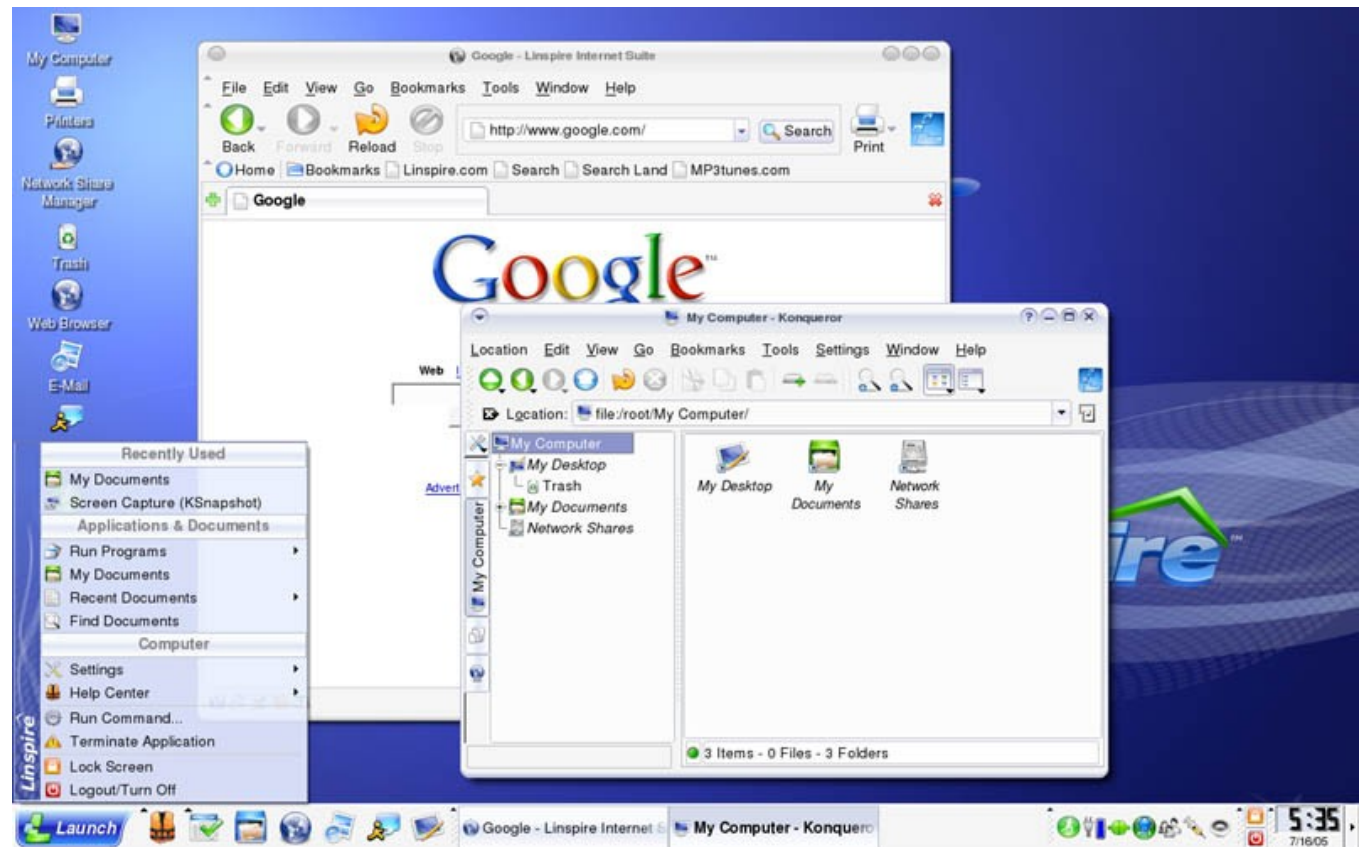 My Computer
Printers
Network Share
Manager
Trash
Web Browser
E-Mail
Google - Linspire Internet Suite
File Edit View Go Bookmarks Tools Window Help
http://www.google.com/
Search
Back Forward Reload Stop
Print
Home Bookmarks Linspire.com Search Search Land MP3tunes.com
Google
Google™
Web
Advert
My Computer - Konqueror
Location Edit View Go Bookmarks Tools Settings Window Help
Location: file:/root/My Computer/
My Computer
My Desktop
Trash
My Documents
Network Shares
My Computer
My Desktop
My
Documents
Network
Shares
3 Items - 0 Files - 3 Folders
ire™
Recently Used
My Documents
Screen Capture (KSnapshot)
Applications & Documents
Run Programs
My Documents
Recent Documents
Find Documents
Computer
Settings
Help Center
Run Command...
Terminate Application
Lock Screen
Logout/Turn Off
Linspire
Launch
Google - Linspire Internet S
My Computer - Konquero
5:35
7/16/05